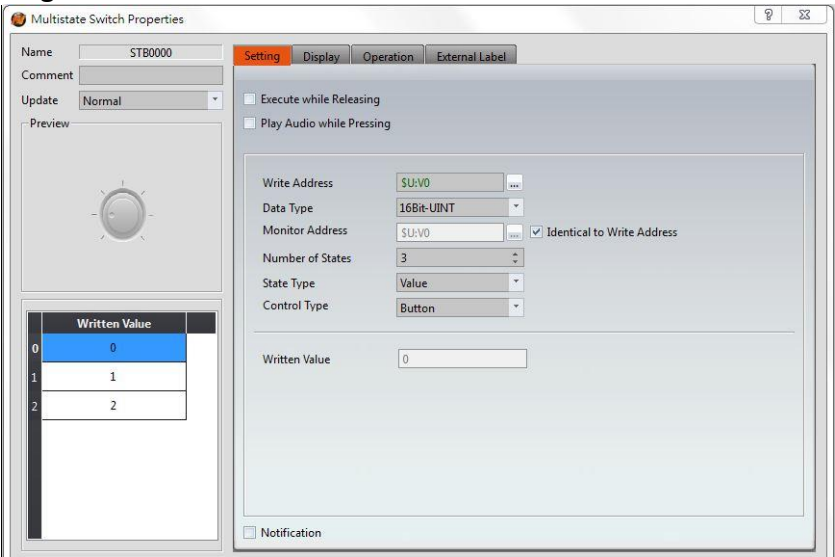 Multistate Switch Properties
Name STB0000
Comment
Update Normal
Preview
Written Value
0 0
1 1
2 2
Setting Display Operation External Label
Execute while Releasing
Play Audio while Pressing
Write Address $U:V0 ...
Data Type 16Bit-UINT
Monitor Address $U:V0 ... Identical to Write Address
Number of States 3
State Type Value
Control Type Button
Written Value 0
Notification